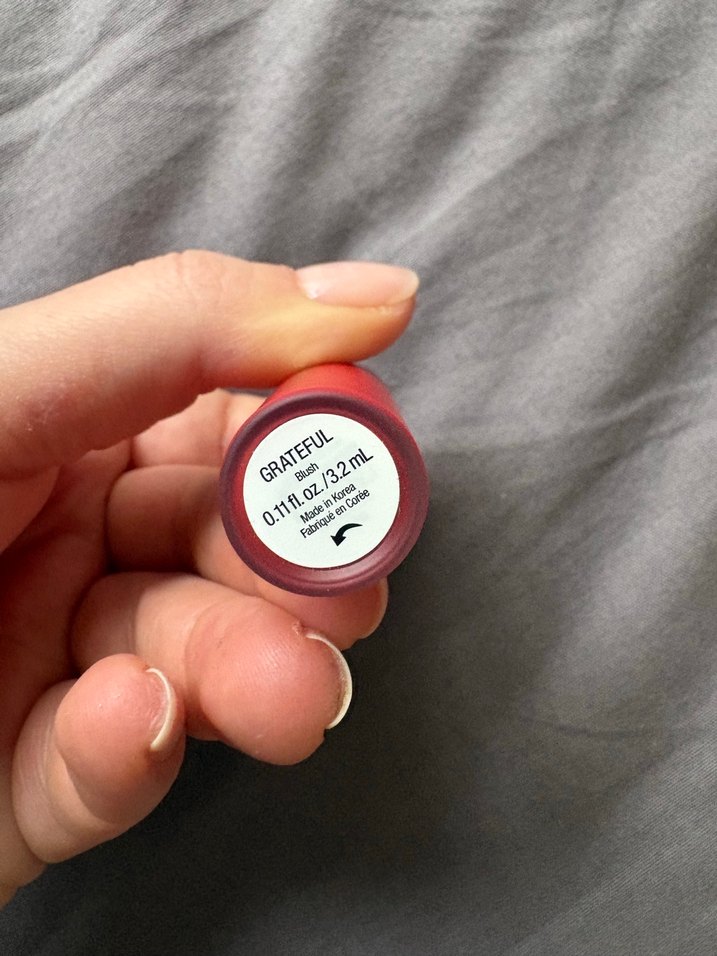 GRATEFUL
Blush
0.11 fl. oz. / 3.2 mL
Made in Korea
Fabriqué en Corée